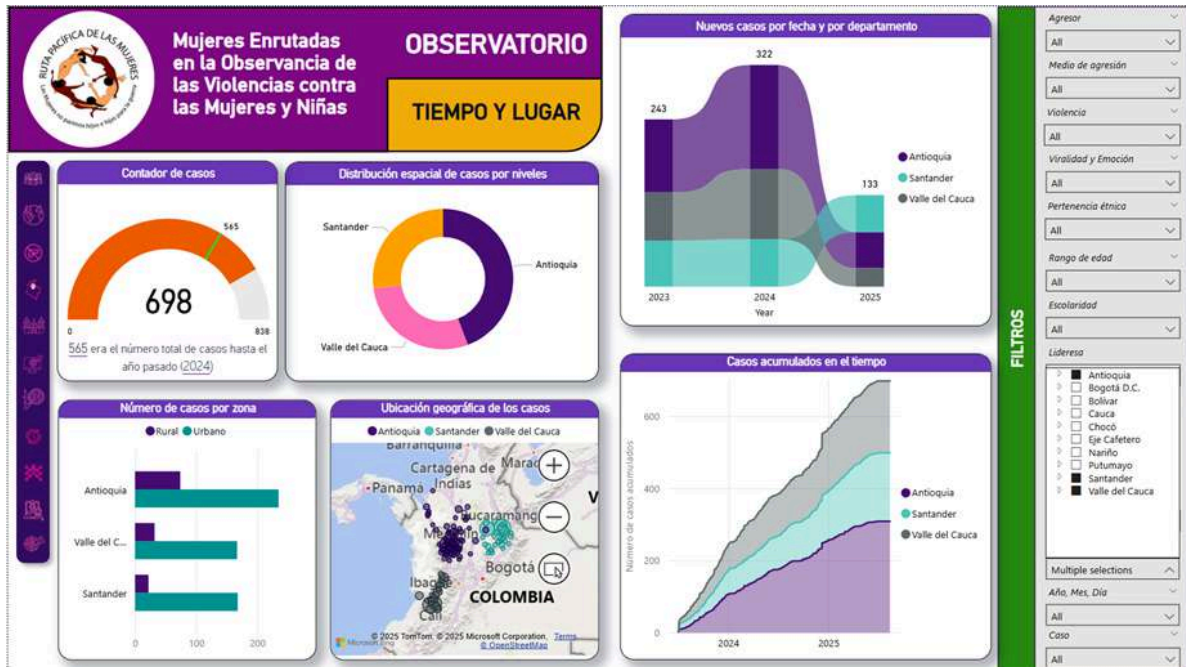 RUTA PACÍFICA DE LAS MUJERES
Mujeres Enrutadas
en la Observancia de
las Violencias contra
las Mujeres y Niñas
OBSERVATORIO
TIEMPO Y LUGAR
Contador de casos
565
698
0
838
565 era el número total de casos hasta el
año pasado (2024)
Distribución espacial de casos por niveles
Santander
Antioquia
Valle del Cauca
Número de casos por zona
Rural
Urbano
Antioquia
Valle del C...
Santander
0
100
200
Ubicación geográfica de los casos
Antioquia
Santander
Valle del Cauca
Barranquilla
Cartagena de
Indias
Panamá
Bogotá
COLOMBIA
Cali
© 2025 TomTom, © 2025 Microsoft Corporation, Terms
© OpenStreetMap
Nuevos casos por fecha y por departamento
322
243
133
Antioquia
Santander
Valle del Cauca
2023
2024
2025
Year
Casos acumulados en el tiempo
Número de casos acumulados
600
400
200
0
2024
2025
Antioquia
Santander
Valle del Cauca
FILTROS
Agresor
All
Medio de agresión
All
Violencia
All
Viralidad y Emoción
All
Pertenencia étnica
All
Rango de edad
All
Escolaridad
All
Lideresa
Antioquia
Bogotá D.C.
Bolívar
Cauca
Chocó
Eje Cafetero
Nariño
Putumayo
Santander
Valle del Cauca
Multiple selections
Año, Mes, Día
All
Caso
All